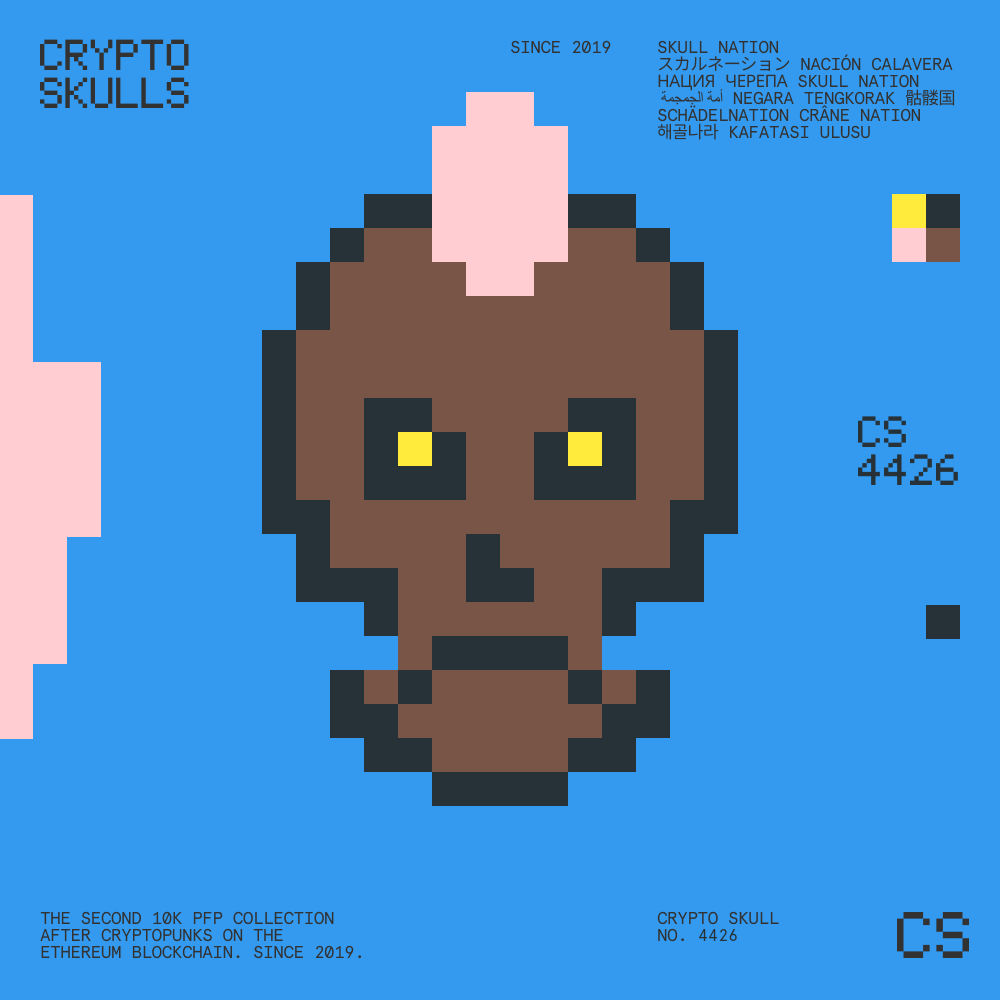 CRYPTO
SKULLS
SINCE 2019
SKULL NATION
スカルネーション NACIÓN CALAVERA
НАЦИЯ ЧЕРЕПА SKULL NATION
أمة الجمجمة NEGARA TENGKORAK 骷髅国
SCHÄDELNATION CRÂNE NATION
해골나라 KAFATASI ULUSU
CS
4426
THE SECOND 10K PFP COLLECTION
AFTER CRYPTOPUNKS ON THE
ETHEREUM BLOCKCHAIN. SINCE 2019.
CRYPTO SKULL
NO. 4426
CS